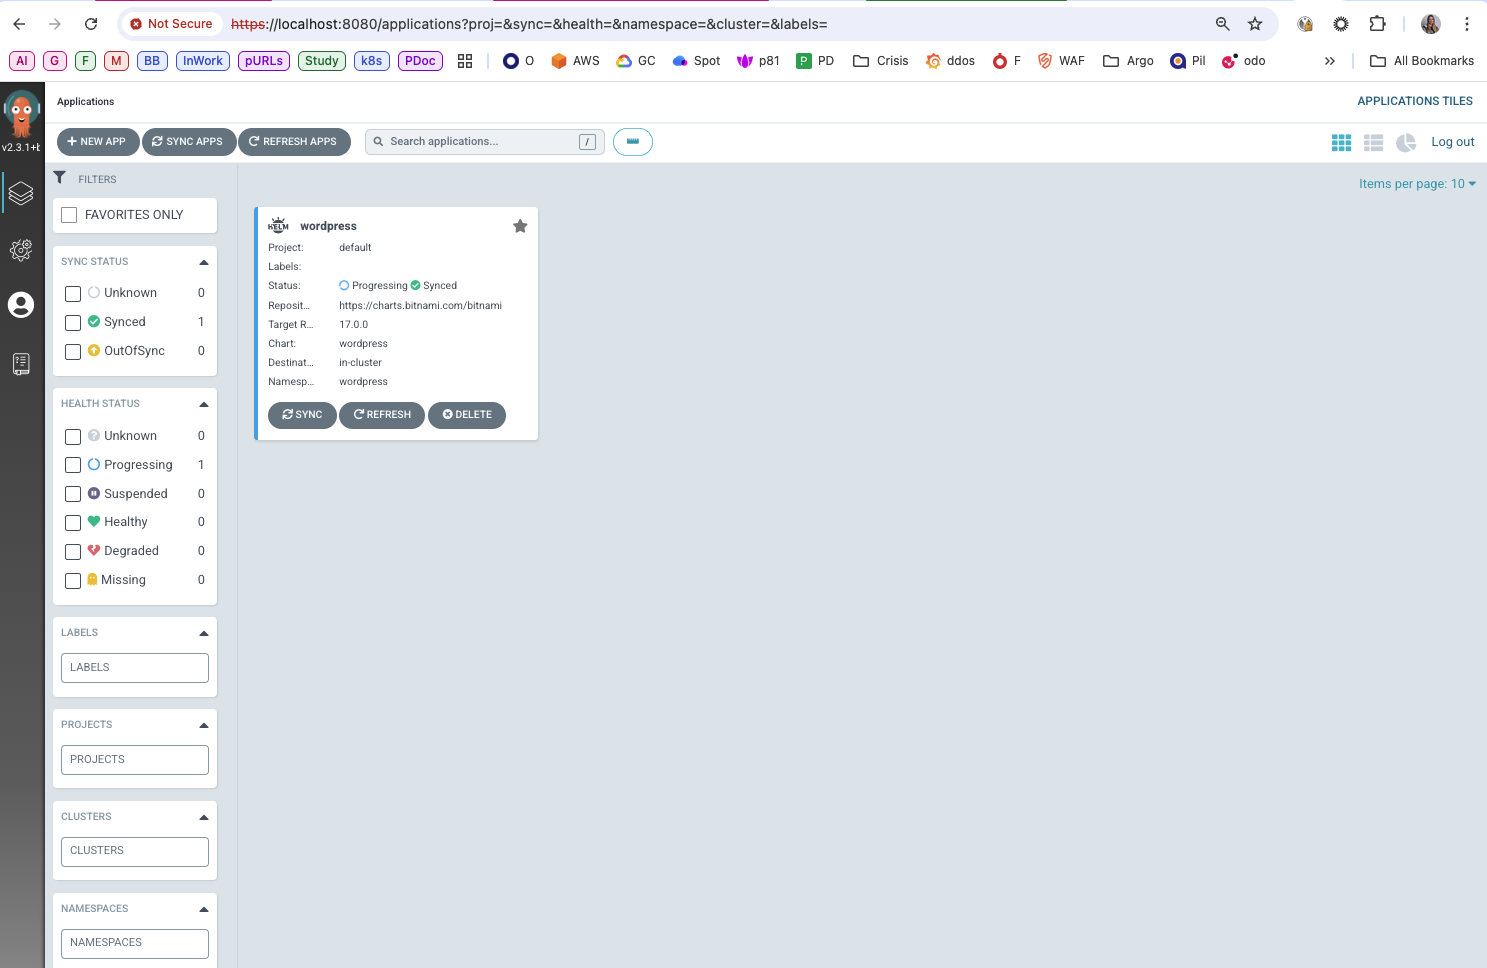 Not Secure https://localhost:8080/applications?proj=&sync=&health=&namespace=&cluster=&labels=
AI G F M BB InWork pURLs Study k8s PDoc O AWS GC Spot p81 PD Crisis ddos F WAF Argo Pil odo » All Bookmarks
Applications APPLICATIONS TILES
v2.3.1+b
NEW APP SYNC APPS REFRESH APPS Search applications... / Log out
FILTERS
Items per page: 10
FAVORITES ONLY
SYNC STATUS
Unknown 0
Synced 1
OutOfSync 0
HEALTH STATUS
Unknown 0
Progressing 1
Suspended 0
Healthy 0
Degraded 0
Missing 0
LABELS
LABELS
PROJECTS
PROJECTS
CLUSTERS
CLUSTERS
NAMESPACES
NAMESPACES
HELM wordpress
Project: default
Labels:
Status: Progressing Synced
Reposit... https://charts.bitnami.com/bitnami
Target R... 17.0.0
Chart: wordpress
Destinat... in-cluster
Namesp... wordpress
SYNC REFRESH DELETE